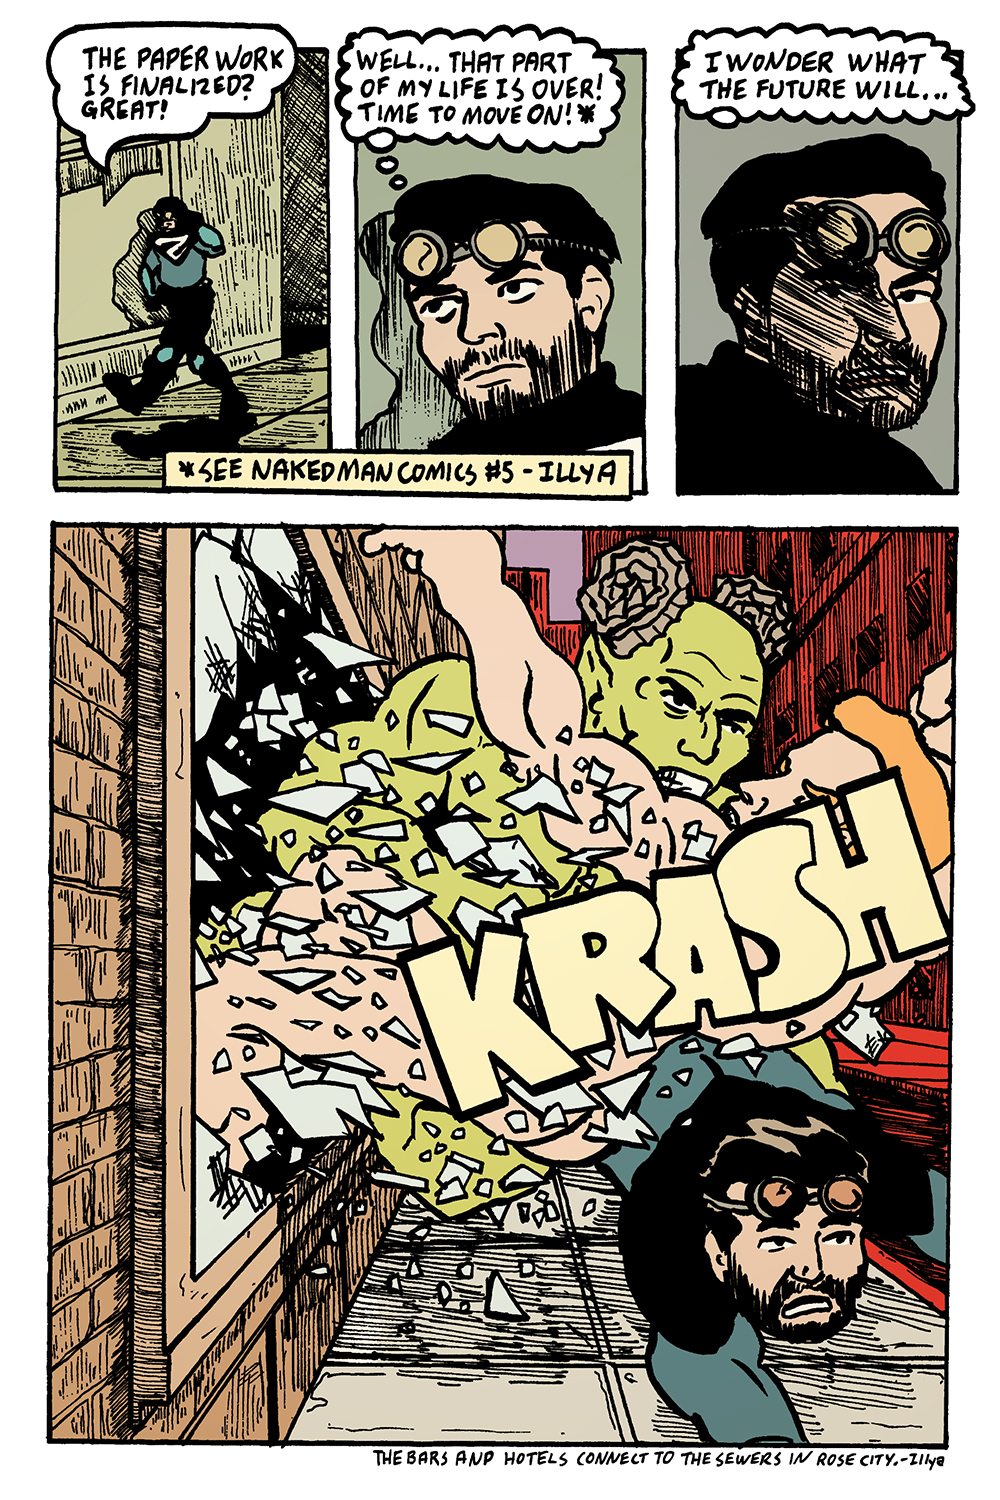 THE PAPER WORK
IS FINALIZED?
GREAT!
WELL... THAT PART
OF MY LIFE IS OVER!
TIME TO MOVE ON!*
I WONDER WHAT
THE FUTURE WILL...
*SEE NAKEDMAN COMICS #5 - ILLYA
KRASH
THE BARS AND HOTELS CONNECT TO THE SEWERS IN ROSE CITY.-Illya